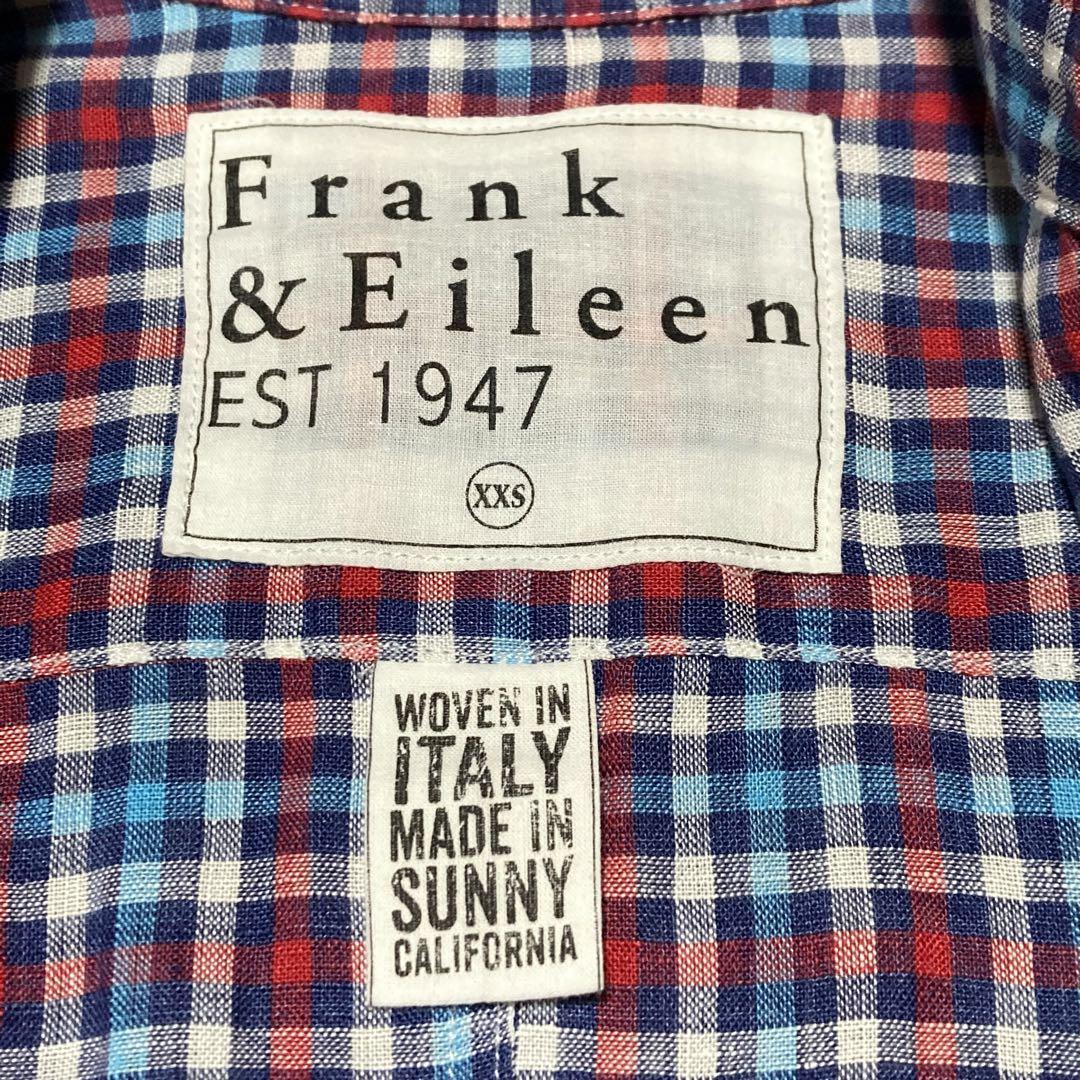 Frank
& Eileen
EST 1947
XXS
WOVEN IN
ITALY
MADE IN
SUNNY
CALIFORNIA